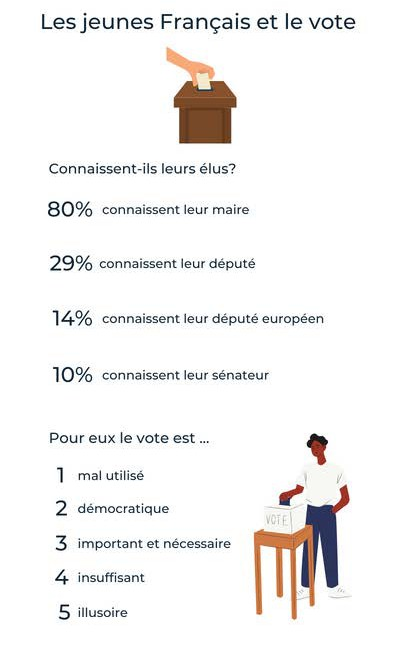 Les jeunes Français et le vote
Connaissent-ils leurs élus?
80% connaissent leur maire
29% connaissent leur député
14% connaissent leur député européen
10% connaissent leur sénateur
Pour eux le vote est ...
1 mal utilisé
2 démocratique
3 important et nécessaire
4 insuffisant
5 illusoire
VOTE